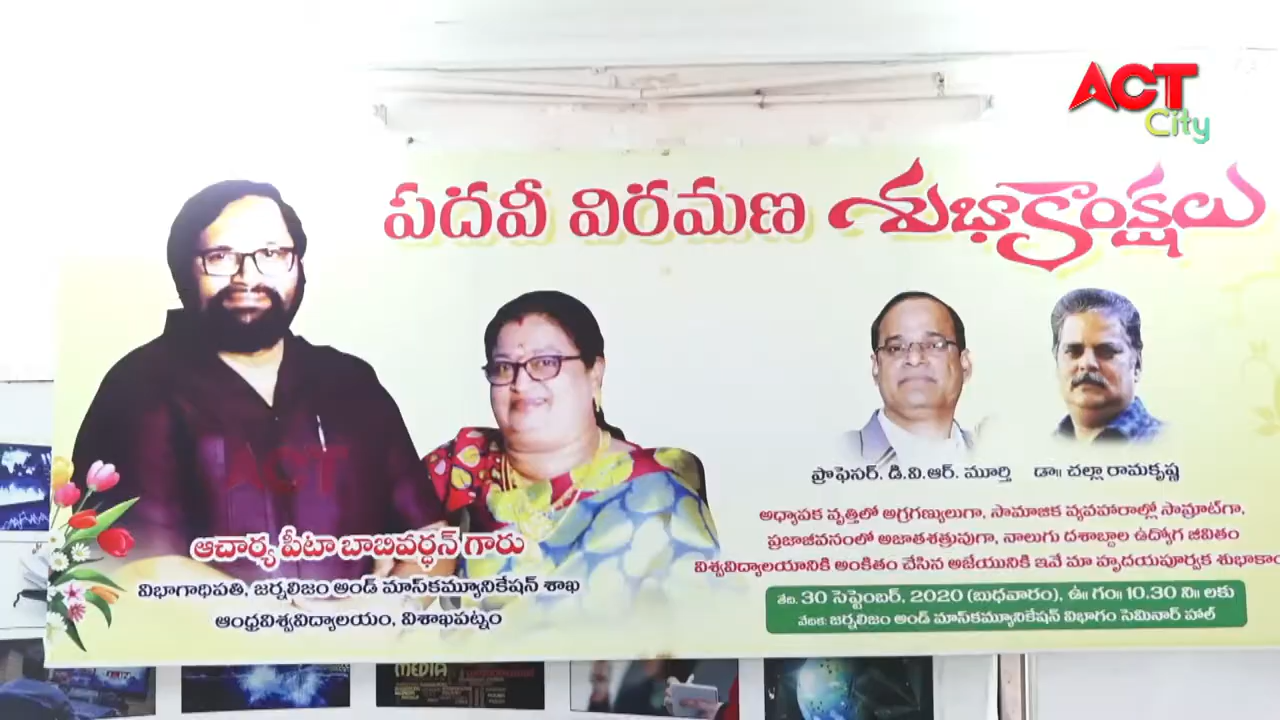 ACT
City
పదవీ విరమణ శుభాకాంక్షలు
ACT
ప్రొఫెసర్. డి.వి.ఆర్. మూర్తి
డా॥ చల్లా రామకృష్ణ
అధ్యాపక వృత్తిలో అగ్రగణ్యులుగా, సామాజిక వ్యవహారాల్లో సామ్రాట్‌గా,
ప్రజాజీవనంలో అజాతశత్రువుగా, నాలుగు దశాబ్దాల ఉద్యోగ జీవితం
విశ్వవిద్యాలయానికి అంకితం చేసిన అజేయునికి ఇవే మా హృదయపూర్వక
తేది. 30 సెప్టెంబర్, 2020 (బుధవారం), ఉ॥ గం॥ 10.30 ని॥ లకు
వేదిక: జర్నలిజం అండ్ మాస్‌కమ్యూనికేషన్ విభాగం సెమినార్ హాల్
ఆచార్య పీటా బాబివర్ధన్ గారు
విభాగాధిపతి, జర్నలిజం అండ్ మాస్‌కమ్యూనికేషన్ శాఖ
ఆంధ్రవిశ్వవిద్యాలయం, విశాఖపట్నం
MEDIA